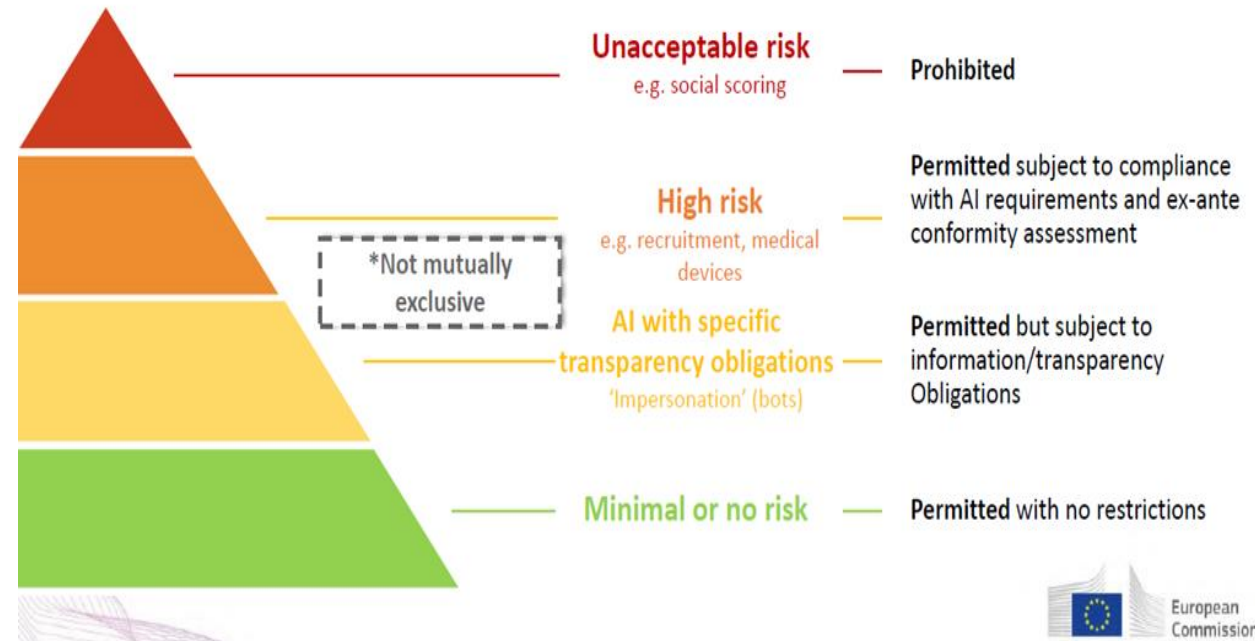 Unacceptable risk
e.g. social scoring
Prohibited
High risk
e.g. recruitment, medical
devices
Permitted subject to compliance
with AI requirements and ex-ante
conformity assessment
*Not mutually
exclusive
AI with specific
transparency obligations
'Impersonation' (bots)
Permitted but subject to
information/transparency
Obligations
Minimal or no risk
Permitted with no restrictions
European
Commission